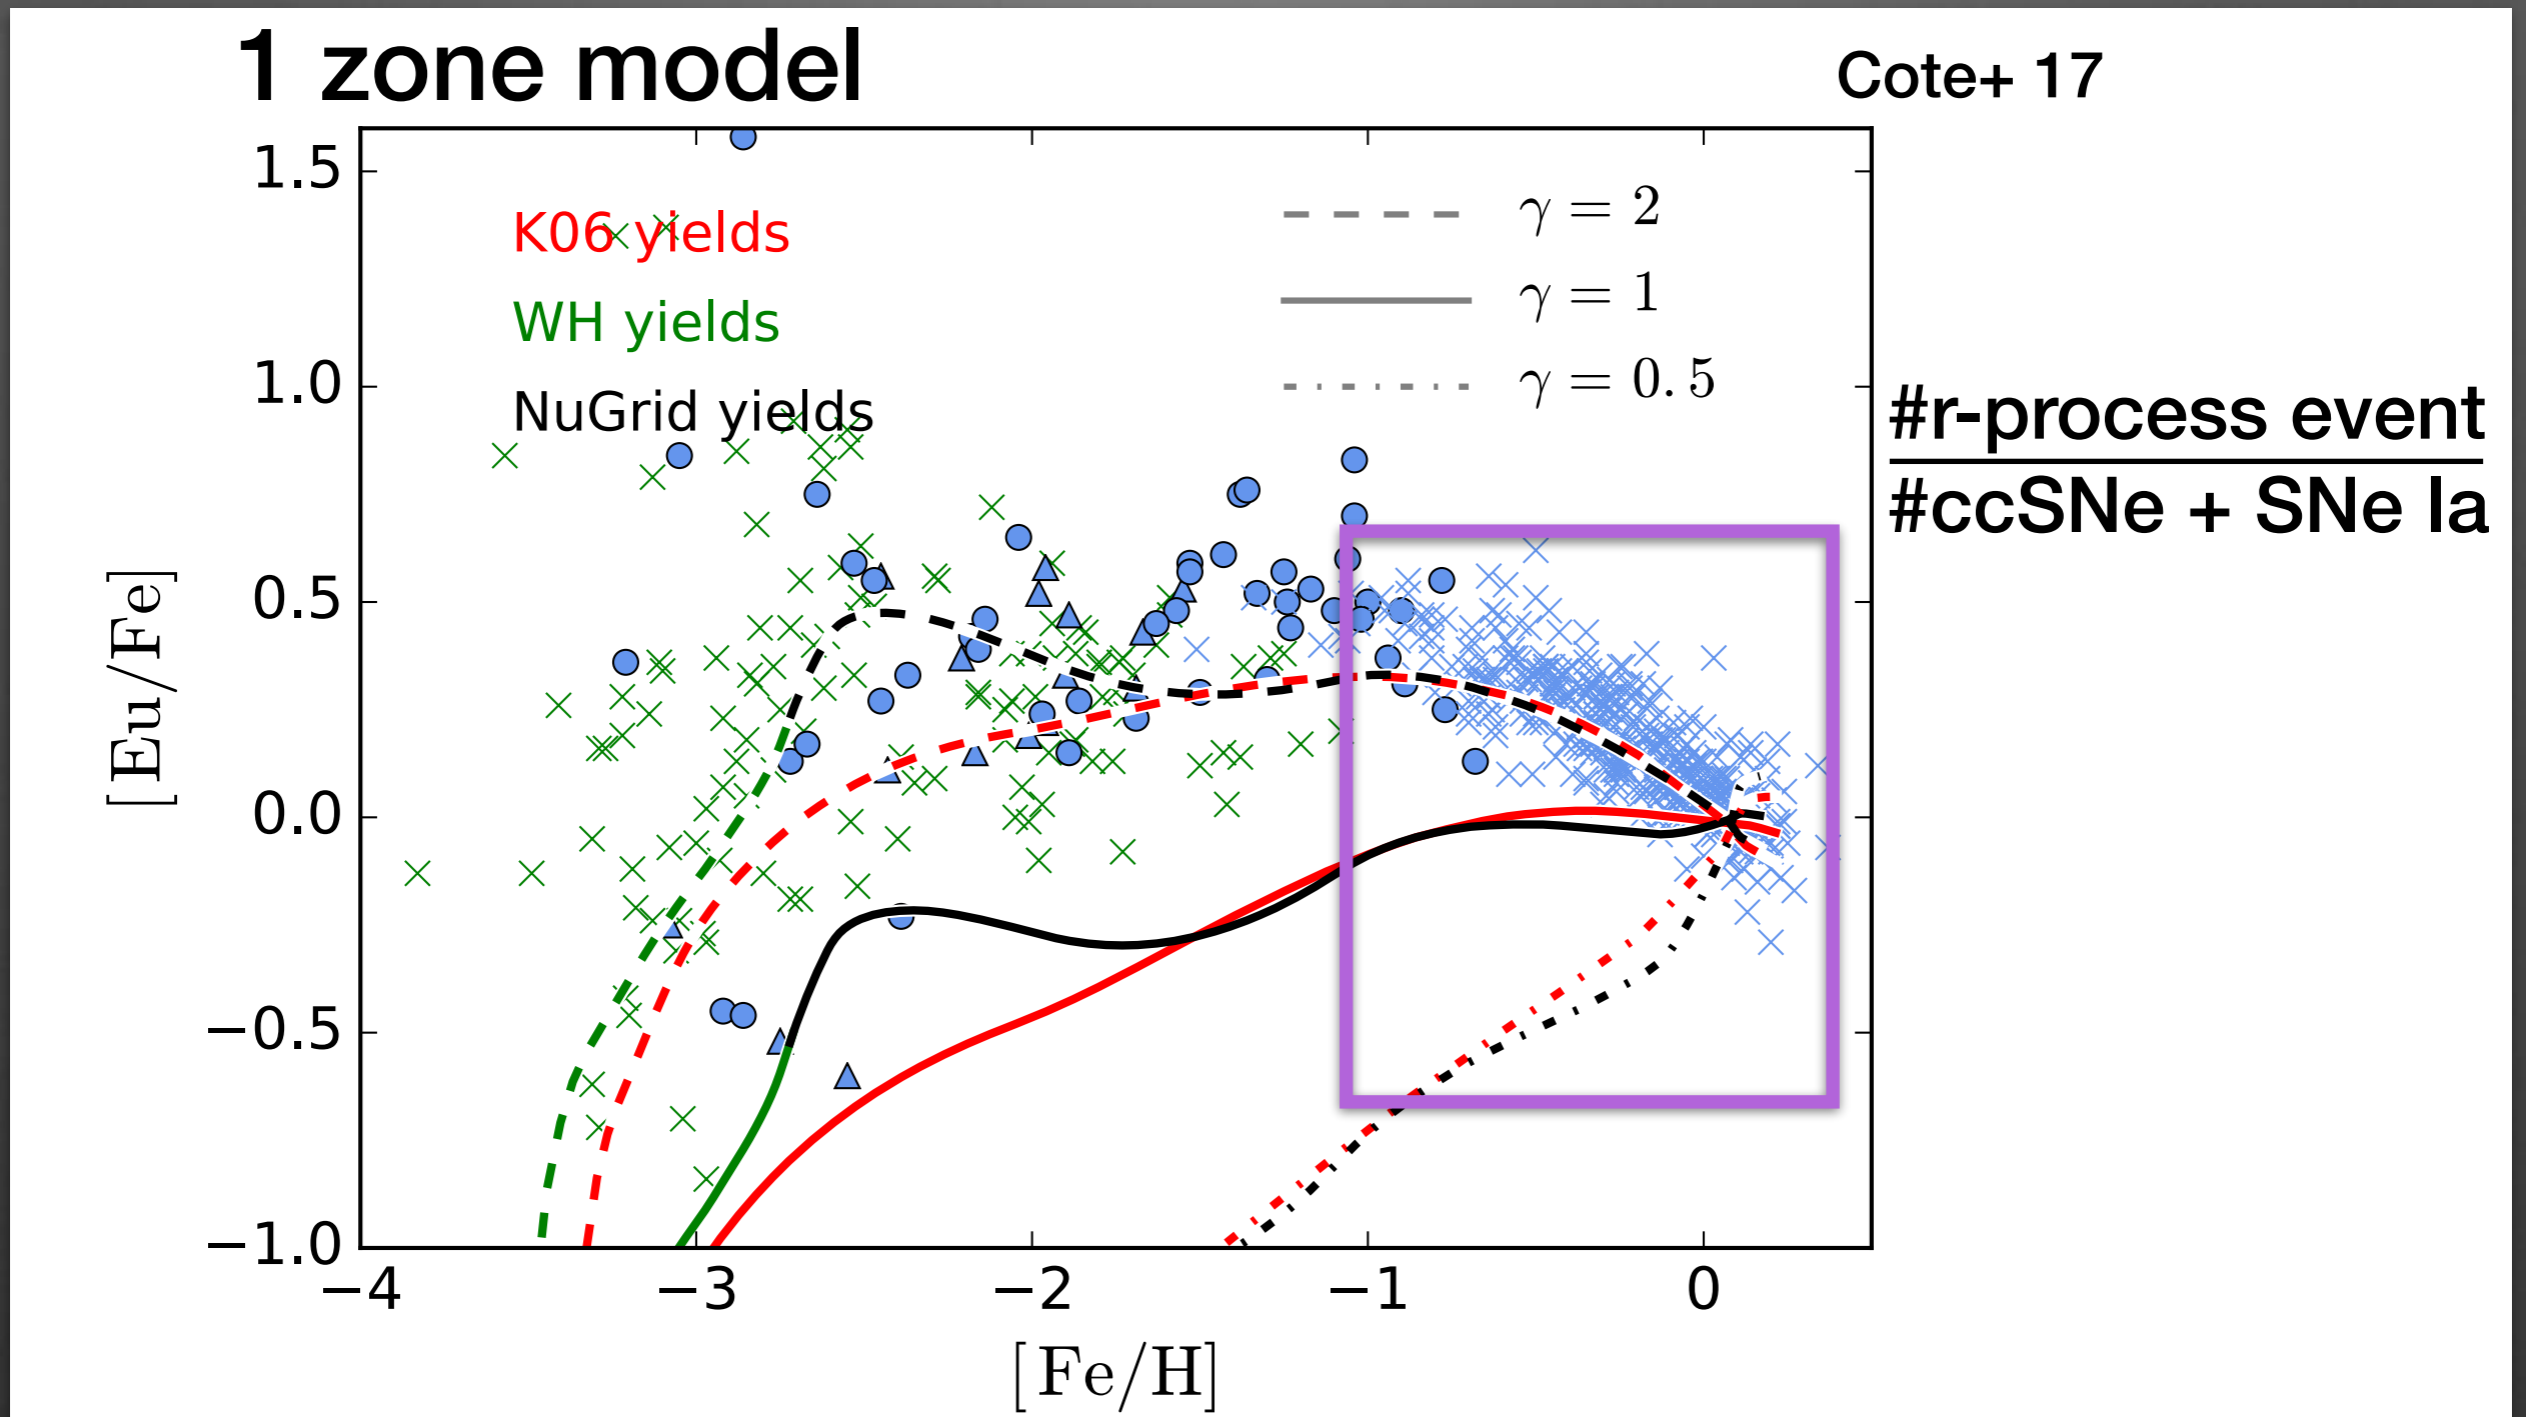 1 zone model
Cote+ 17
1.5
1.0
0.5
0.0
−0.5
−1.0
[Eu/Fe]
K06 yields
WH yields
NuGrid yields
γ = 2
γ = 1
γ = 0.5
#r-process event
#ccSNe + SNe Ia
−4 −3 −2 −1 0
[Fe/H]